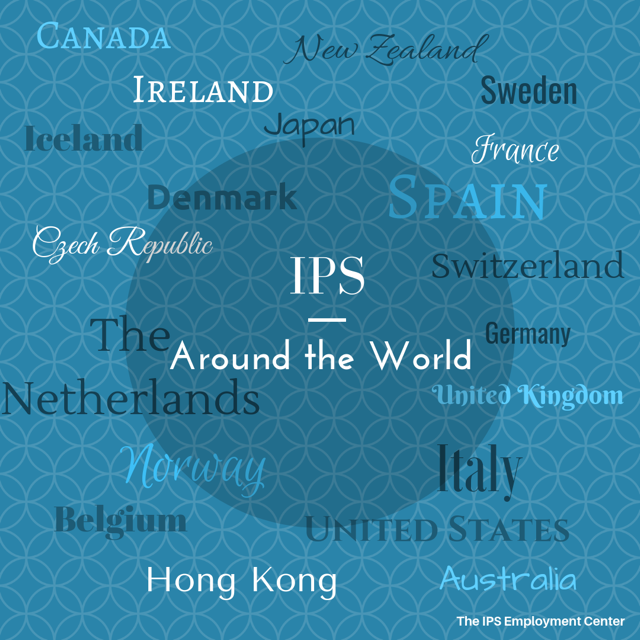 Canada
New Zealand
Ireland
Sweden
Japan
Iceland
France
Denmark
Spain
Czech Republic
IPS
Switzerland
The
Netherlands
Germany
Around the World
United Kingdom
Norway
Italy
Belgium
United States
Hong Kong
Australia
The IPS Employment Center